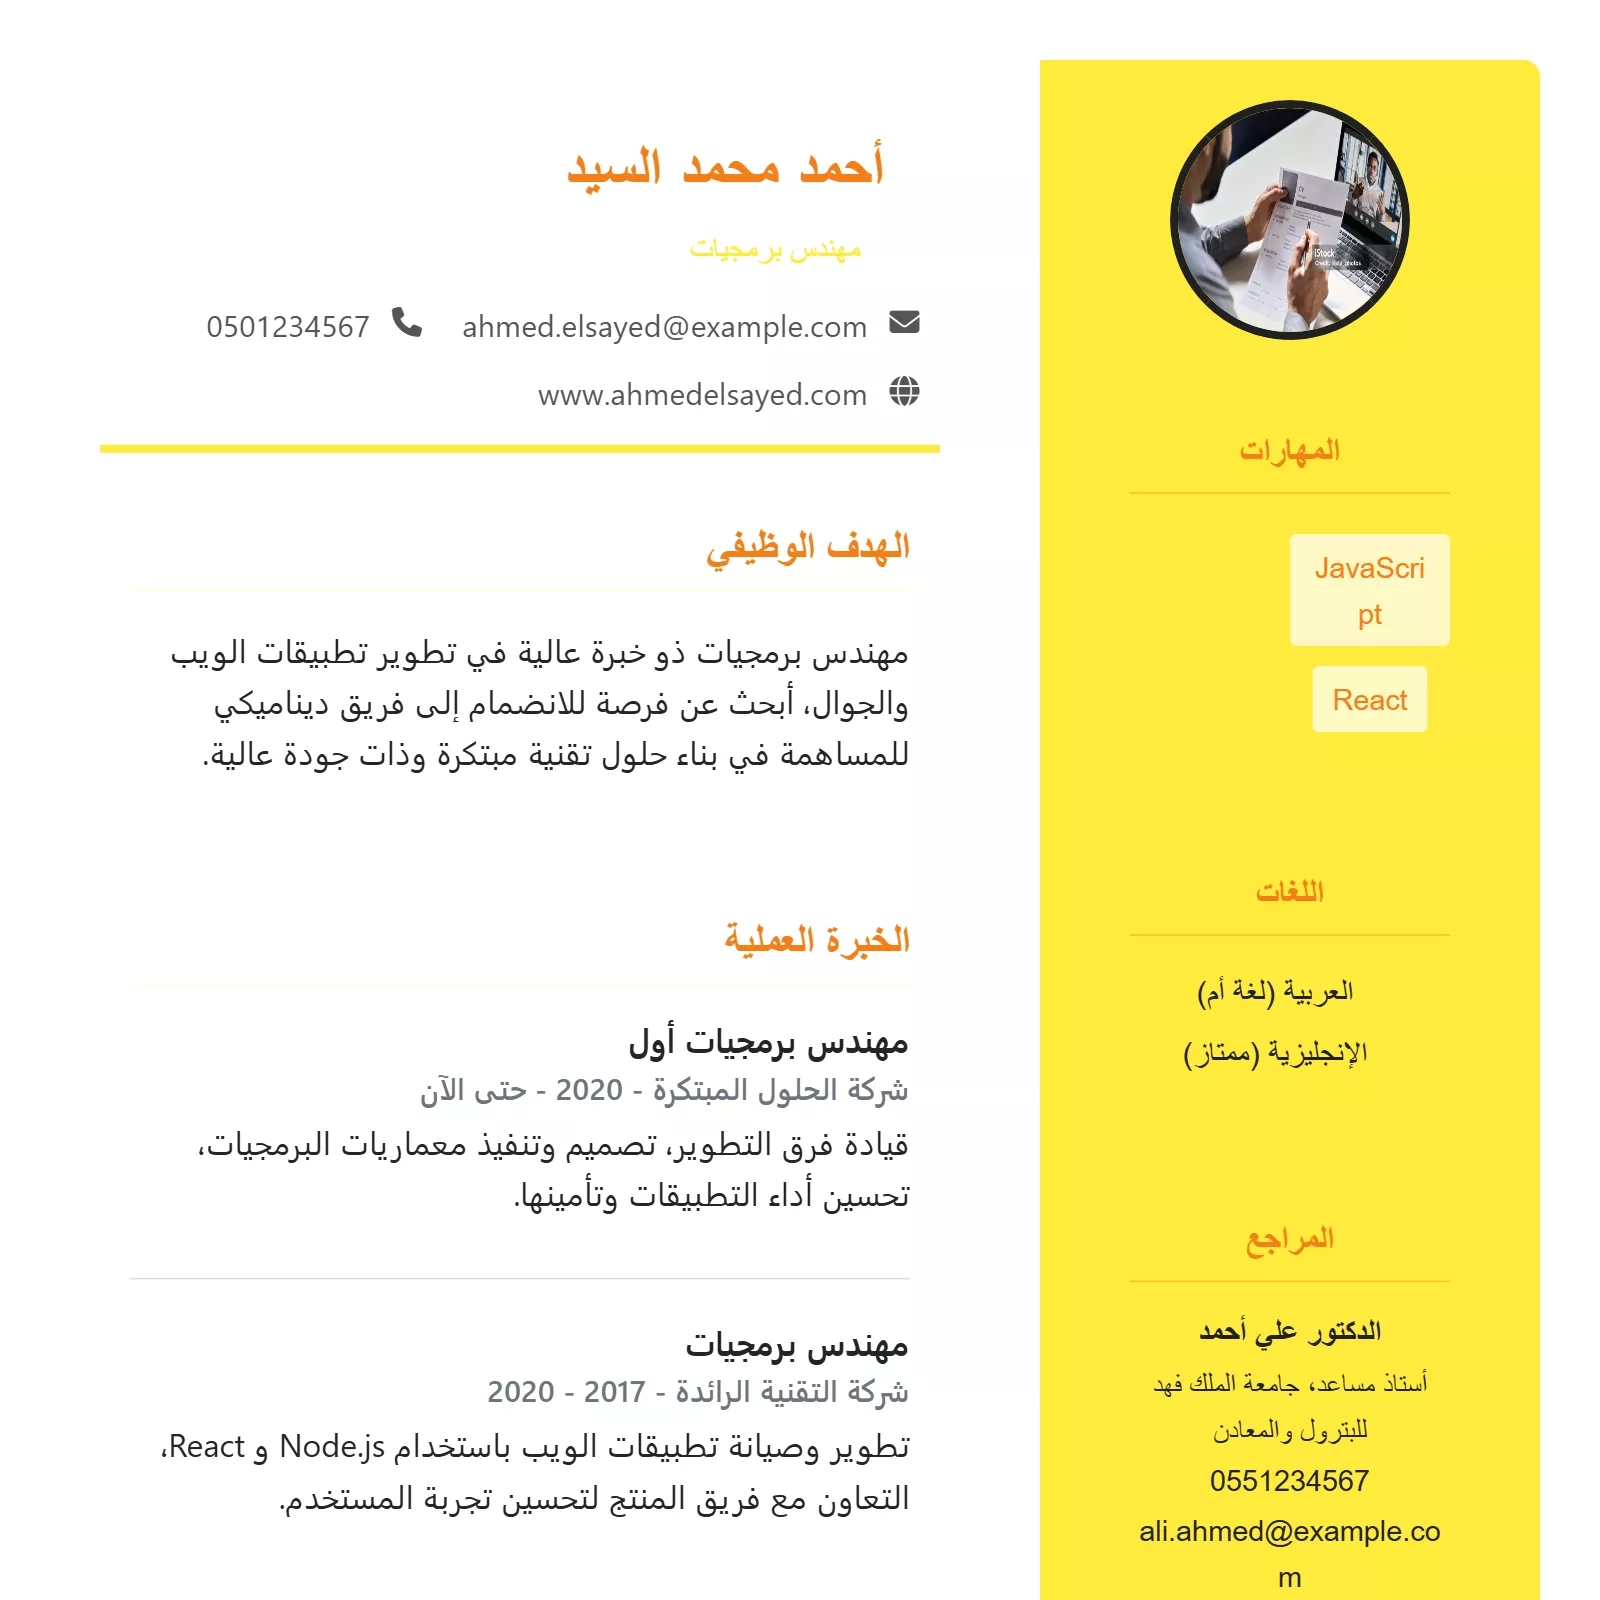 أحمد محمد السيد
مهندس برمجيات
ahmed.elsayed@example.com
0501234567
www.ahmedelsayed.com
الهدف الوظيفي
مهندس برمجيات ذو خبرة عالية في تطوير تطبيقات الويب
والجوال، أبحث عن فرصة للانضمام إلى فريق ديناميكي
للمساهمة في بناء حلول تقنية مبتكرة وذات جودة عالية.
الخبرة العملية
مهندس برمجيات أول
شركة الحلول المبتكرة - 2020 - حتى الآن
قيادة فرق التطوير، تصميم وتنفيذ معماريات البرمجيات،
تحسين أداء التطبيقات وتأمينها.
مهندس برمجيات
شركة التقنية الرائدة - 2017 - 2020
تطوير وصيانة تطبيقات الويب باستخدام Node.js و React،
التعاون مع فريق المنتج لتحسين تجربة المستخدم.
iStock
المهارات
JavaScri
pt
React
اللغات
العربية (لغة أم)
الإنجليزية (ممتاز)
المراجع
الدكتور علي أحمد
أستاذ مساعد، جامعة الملك فهد
للبترول والمعادن
0551234567
ali.ahmed@example.co
m